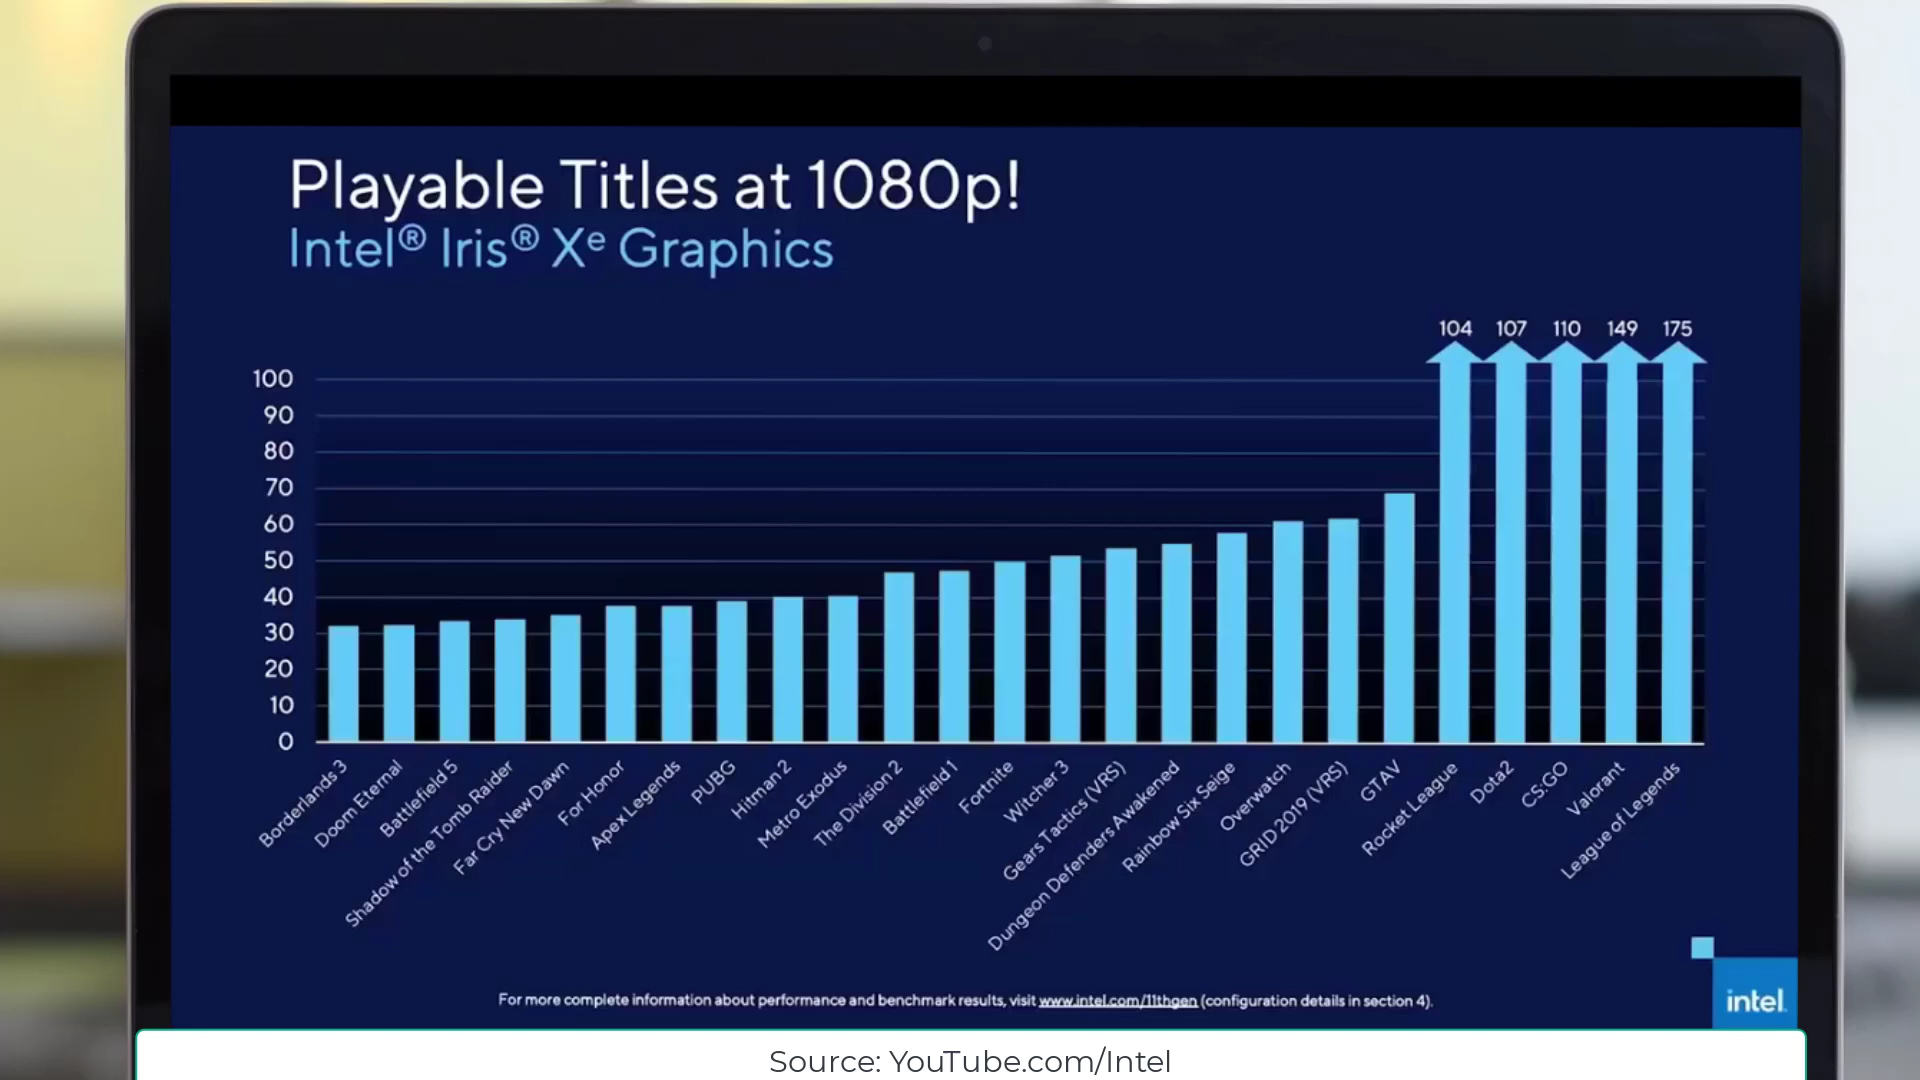 Playable Titles at 1080p!
Intel® Iris® Xe Graphics
104 107 110 149 175
100
90
80
70
60
50
40
30
20
10
0
Borderlands 3
Doom Eternal
Battlefield 5
Shadow of the Tomb Raider
Far Cry New Dawn
For Honor
Apex Legends
PUBG
Hitman 2
Metro Exodus
The Division 2
Battlefield 1
Fortnite
Witcher 3
Gears Tactics (VRS)
Dungeon Defenders Awakened
Rainbow Six Seige
Overwatch
GRID 2019 (VRS)
GTAV
Rocket League
Dota2
CS:GO
Valorant
League of Legends
For more complete information about performance and benchmark results, visit www.intel.com/11thgen (configuration details in section 4).
intel.
Source: YouTube.com/Intel